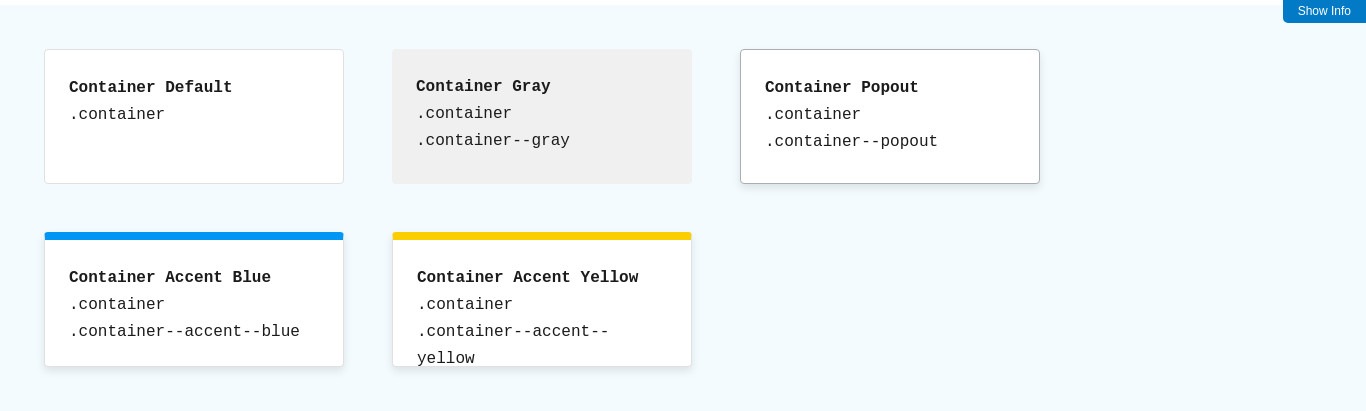 Show Info
Container Default
.container
Container Gray
.container
.container--gray
Container Popout
.container
.container--popout
Container Accent Blue
.container
.container--accent--blue
Container Accent Yellow
.container
.container--accent--
yellow